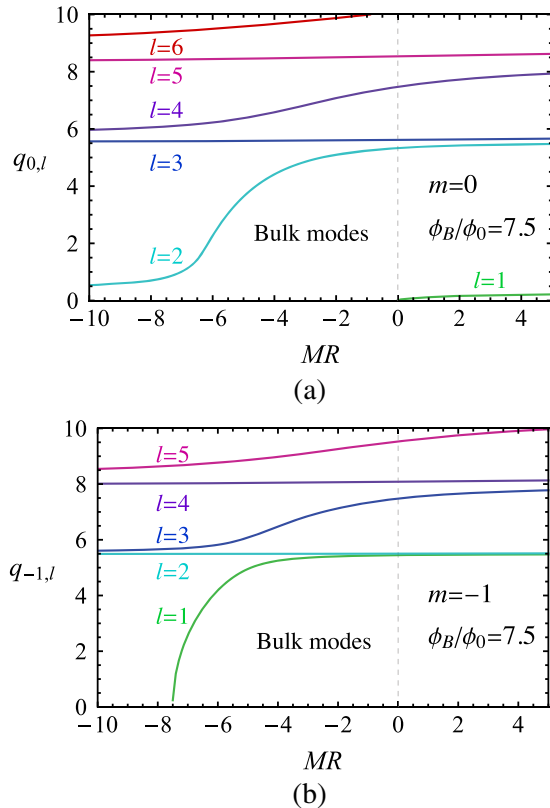 10
8
6
4
2
0
q0,l
l=6
l=5
l=4
l=3
l=2
l=1
Bulk modes
m=0
ϕB/ϕ0=7.5
−10 −8 −6 −4 −2 0 2 4
MR
(a)
10
8
6
4
2
0
q−1,l
l=5
l=4
l=3
l=2
l=1
Bulk modes
m=−1
ϕB/ϕ0=7.5
−10 −8 −6 −4 −2 0 2 4
MR
(b)